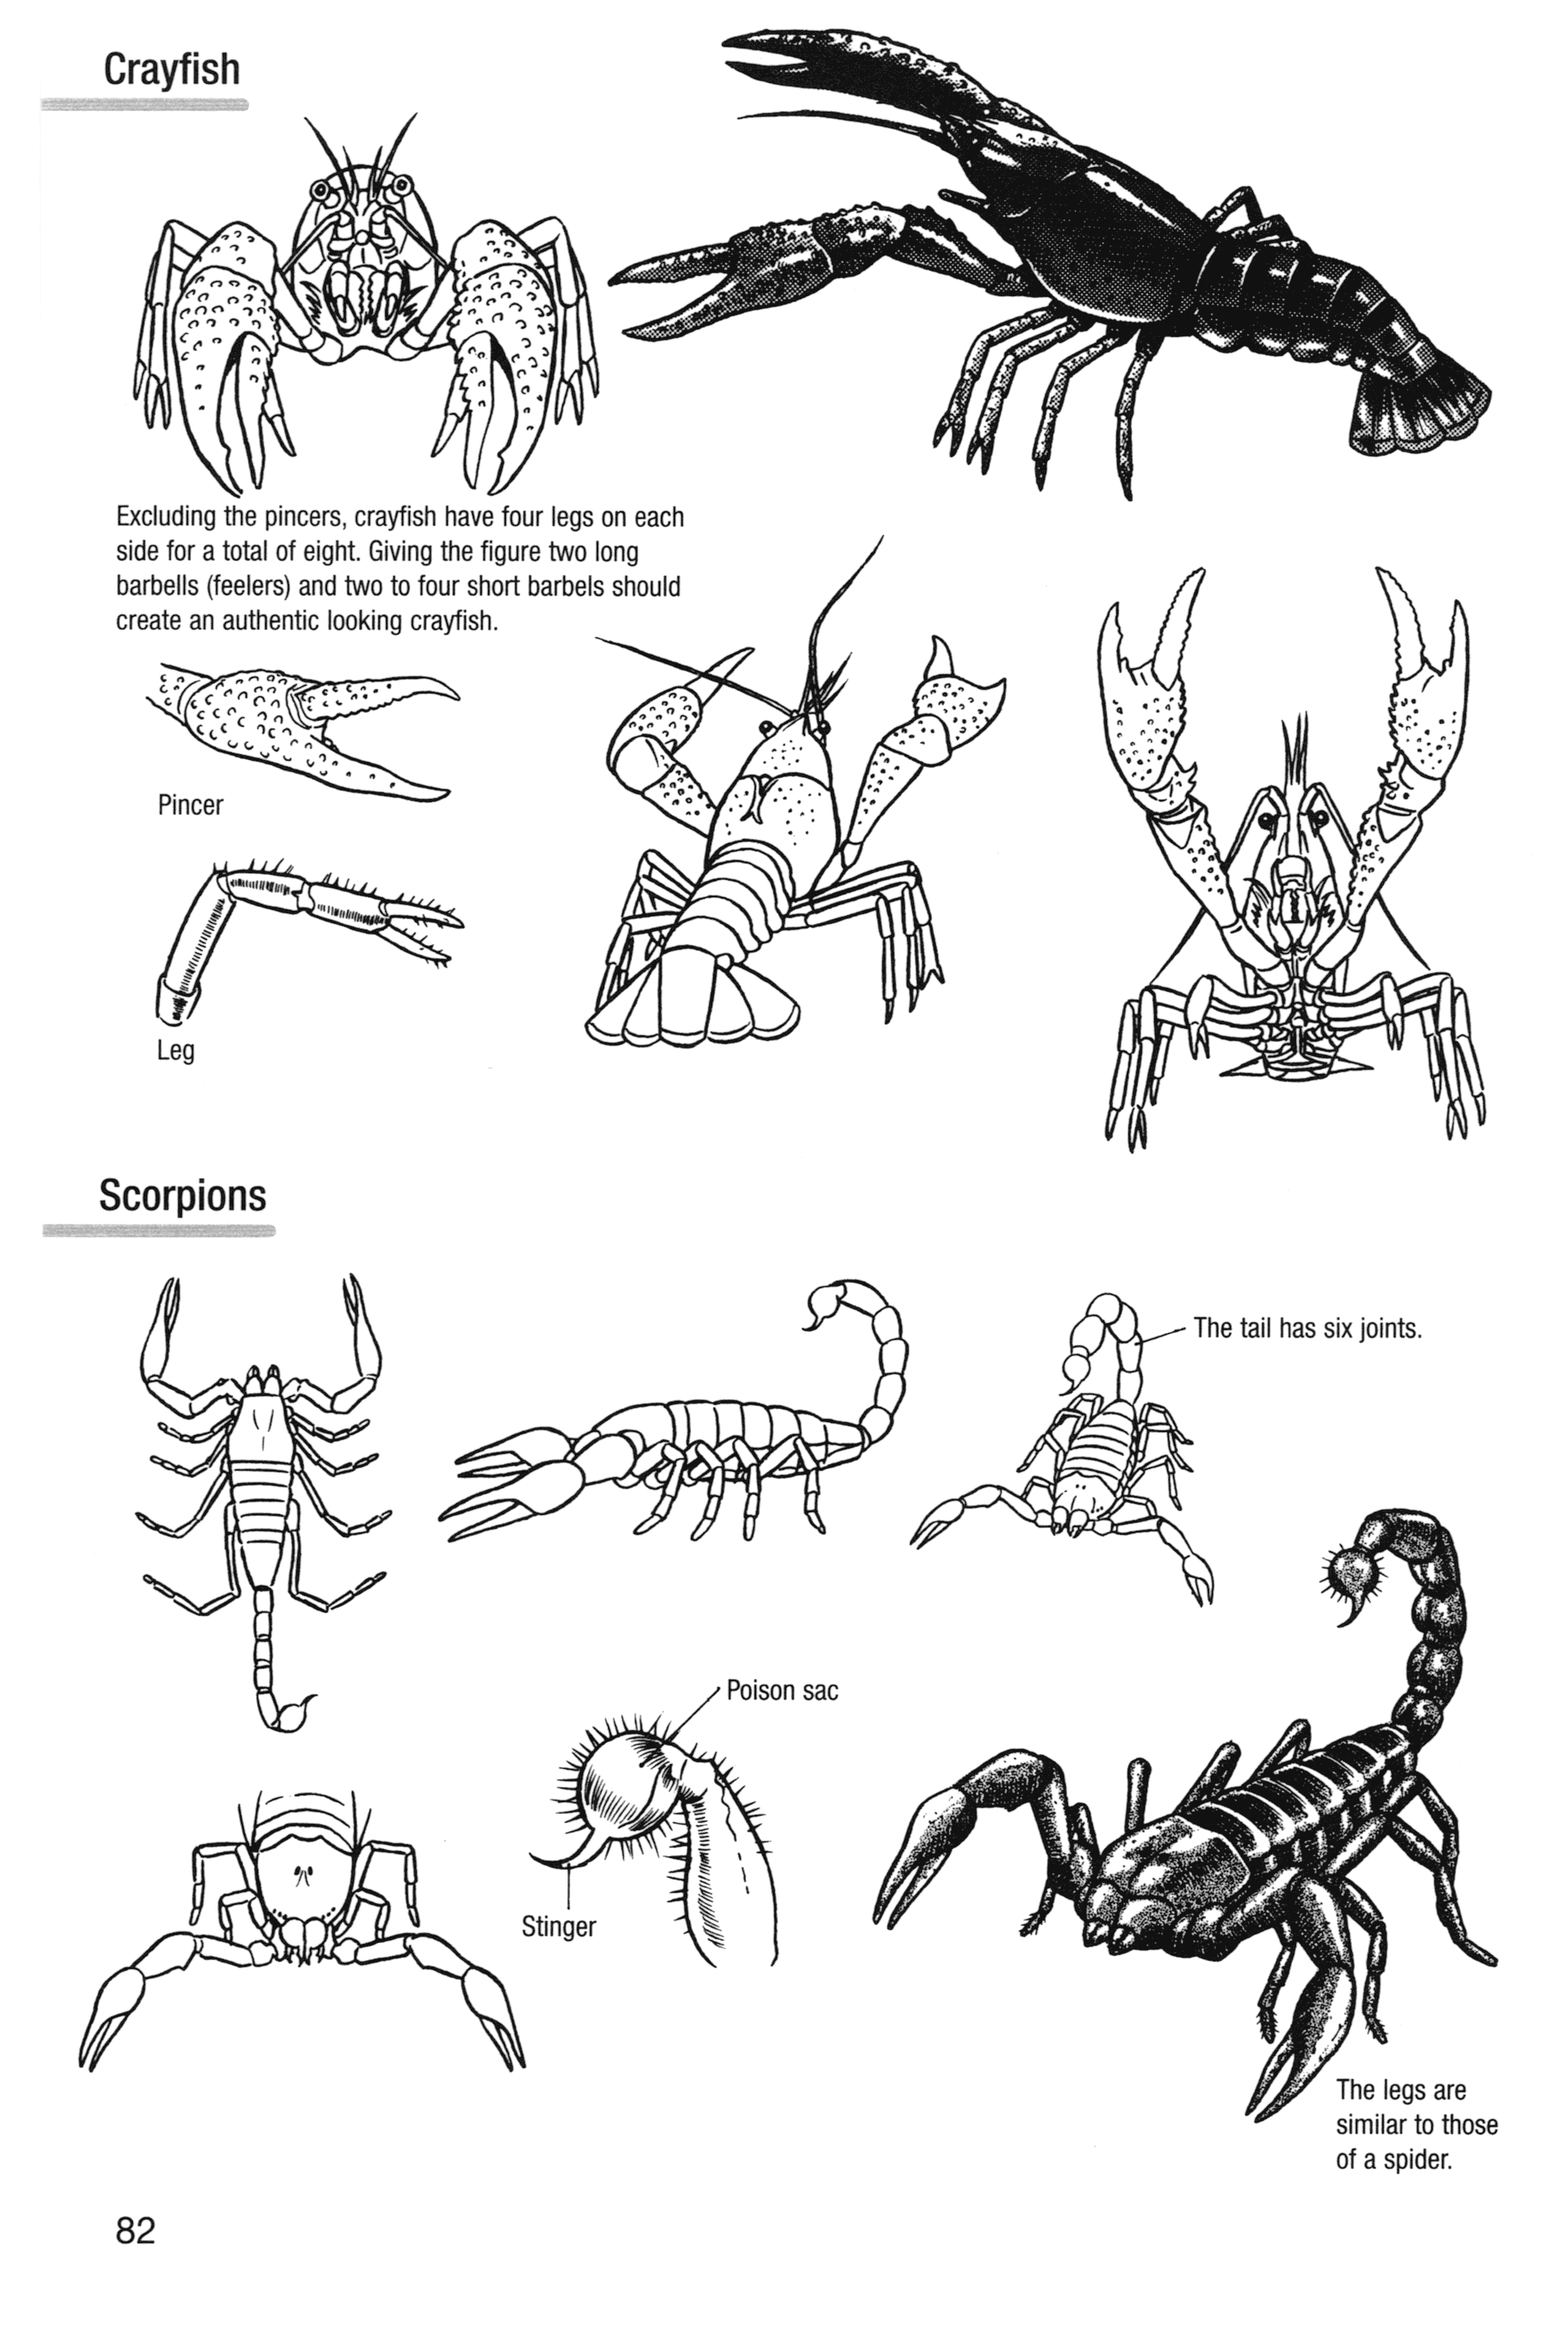 Crayfish
Excluding the pincers, crayfish have four legs on each
side for a total of eight. Giving the figure two long
barbells (feelers) and two to four short barbels should
create an authentic looking crayfish.
Pincer
Leg
Scorpions
The tail has six joints.
Poison sac
Stinger
The legs are
similar to those
of a spider.
82